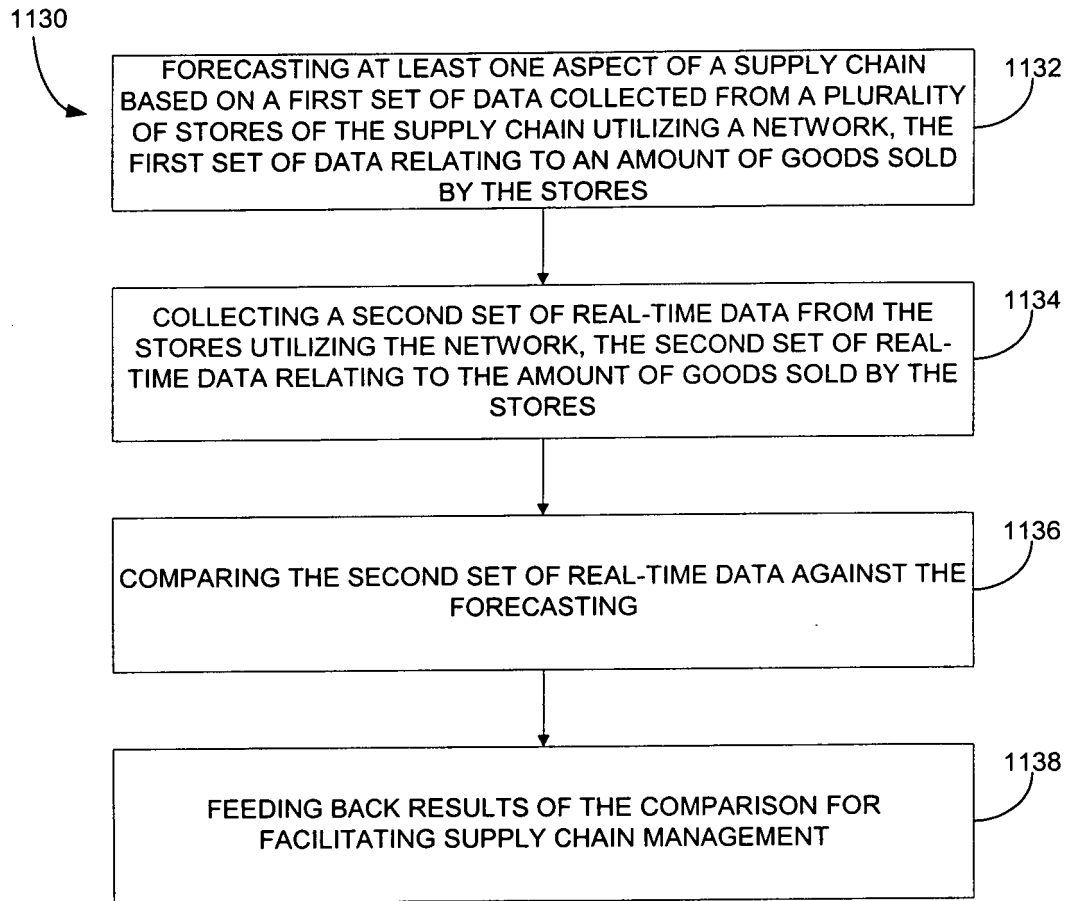 1130
FORECASTING AT LEAST ONE ASPECT OF A SUPPLY CHAIN
BASED ON A FIRST SET OF DATA COLLECTED FROM A PLURALITY
OF STORES OF THE SUPPLY CHAIN UTILIZING A NETWORK, THE
FIRST SET OF DATA RELATING TO AN AMOUNT OF GOODS SOLD
BY THE STORES
1132
COLLECTING A SECOND SET OF REAL-TIME DATA FROM THE
STORES UTILIZING THE NETWORK, THE SECOND SET OF REAL-
TIME DATA RELATING TO THE AMOUNT OF GOODS SOLD BY THE
STORES
1134
COMPARING THE SECOND SET OF REAL-TIME DATA AGAINST THE
FORECASTING
1136
FEEDING BACK RESULTS OF THE COMPARISON FOR
FACILITATING SUPPLY CHAIN MANAGEMENT
1138